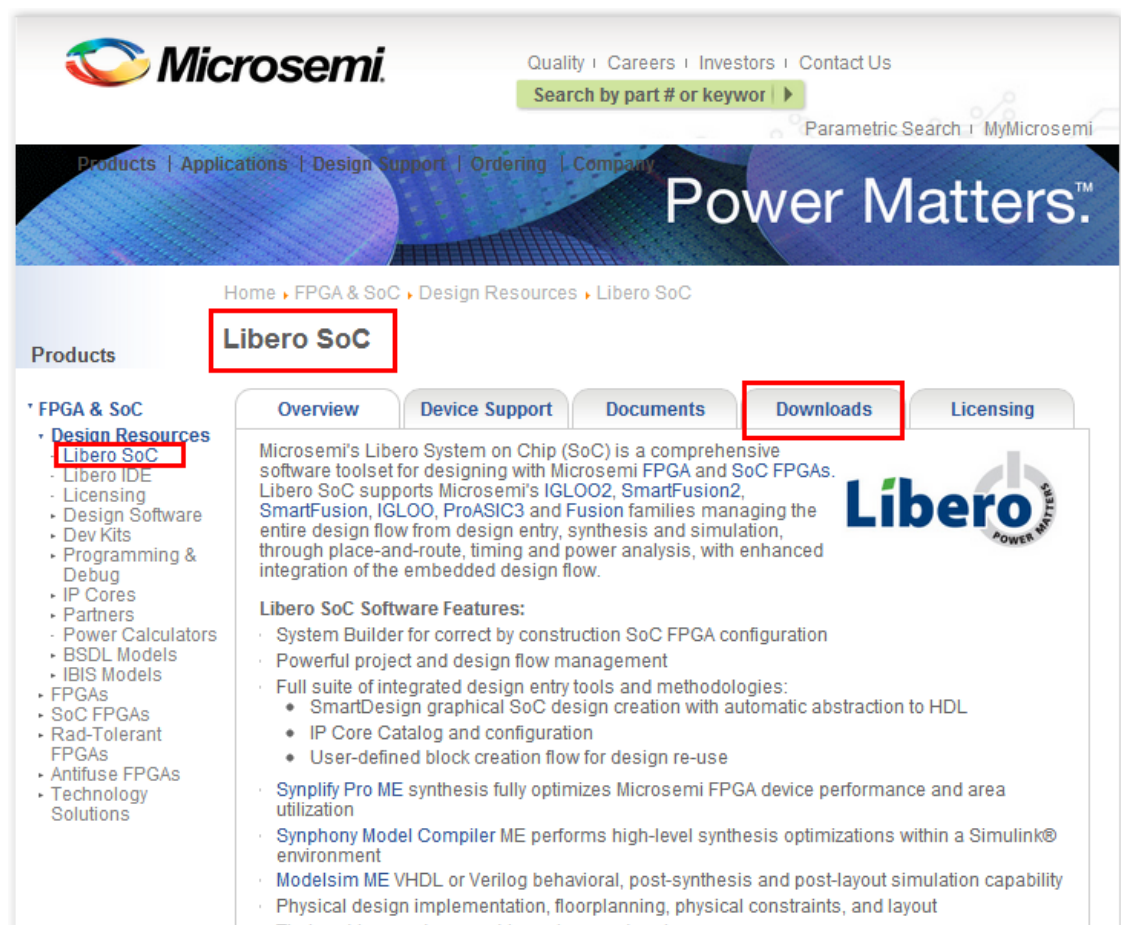 Microsemi.
Quality | Careers | Investors | Contact Us
Search by part # or keywor
Parametric Search | MyMicrosemi
Products | Applications | Design Support | Ordering | Company
Power Matters.™
Home ▸ FPGA & SoC ▸ Design Resources ▸ Libero SoC
Libero SoC
Products
FPGA & SoC
Design Resources
Libero SoC
Libero IDE
Licensing
Design Software
Dev Kits
Programming &
Debug
IP Cores
Partners
Power Calculators
BSDL Models
IBIS Models
FPGAs
SoC FPGAs
Rad-Tolerant
FPGAs
Antifuse FPGAs
Technology
Solutions
Overview
Device Support
Documents
Downloads
Licensing
Microsemi's Libero System on Chip (SoC) is a comprehensive
software toolset for designing with Microsemi FPGA and SoC FPGAs.
Libero SoC supports Microsemi's IGLOO2, SmartFusion2,
SmartFusion, IGLOO, ProASIC3 and Fusion families managing the
entire design flow from design entry, synthesis and simulation,
through place-and-route, timing and power analysis, with enhanced
integration of the embedded design flow.
Libero
POWER MATTERS
Libero SoC Software Features:
· System Builder for correct by construction SoC FPGA configuration
· Powerful project and design flow management
· Full suite of integrated design entry tools and methodologies:
• SmartDesign graphical SoC design creation with automatic abstraction to HDL
• IP Core Catalog and configuration
• User-defined block creation flow for design re-use
· Synplify Pro ME synthesis fully optimizes Microsemi FPGA device performance and area
utilization
· Synphony Model Compiler ME performs high-level synthesis optimizations within a Simulink®
environment
· Modelsim ME VHDL or Verilog behavioral, post-synthesis and post-layout simulation capability
· Physical design implementation, floorplanning, physical constraints, and layout